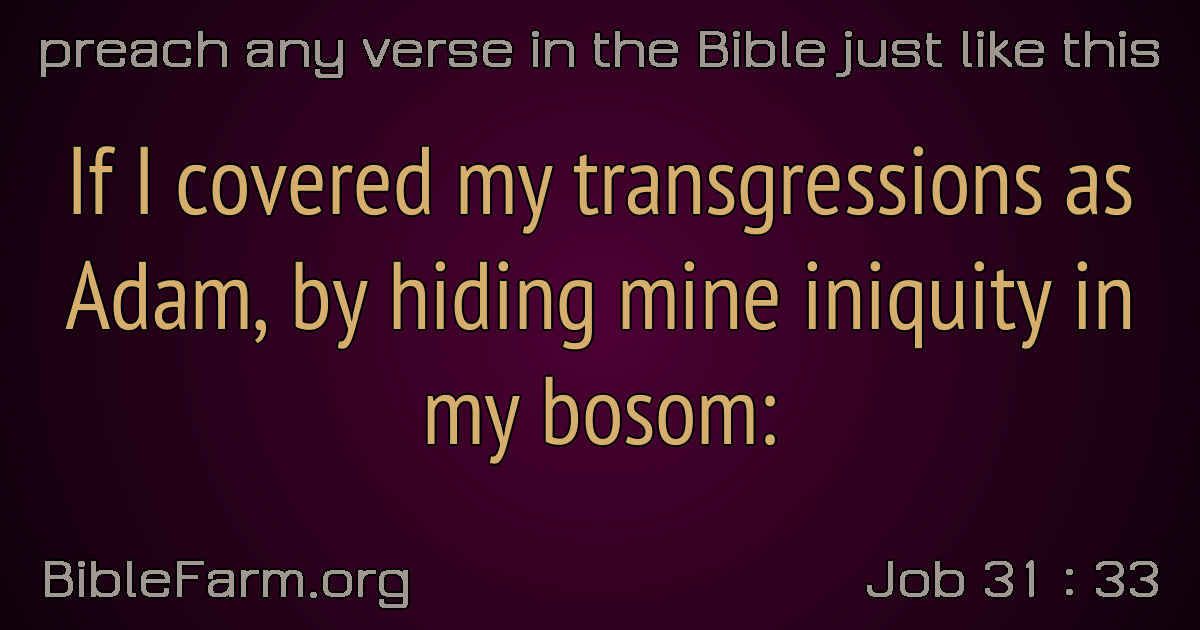 preach any verse in the Bible just like this
If I covered my transgressions as
Adam, by hiding mine iniquity in
my bosom:
BibleFarm.org
Job 31 : 33